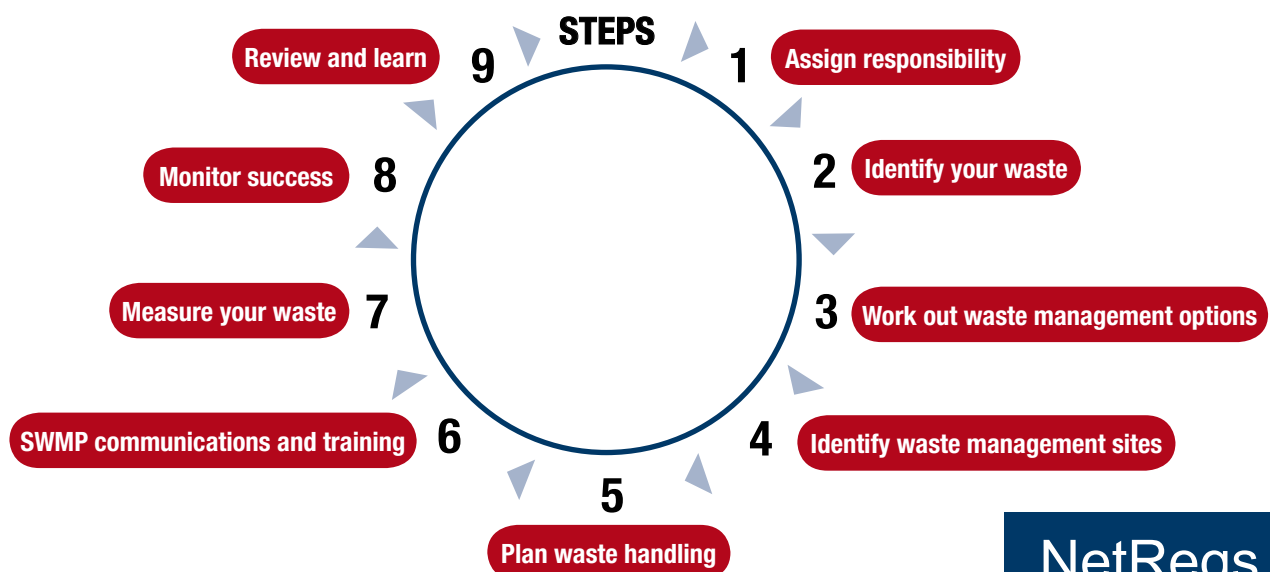 STEPS
1 Assign responsibility
2 Identify your waste
3 Work out waste management options
4 Identify waste management sites
5
Plan waste handling
6 SWMP communications and training
7 Measure your waste
8 Monitor success
9 Review and learn
NetRegs